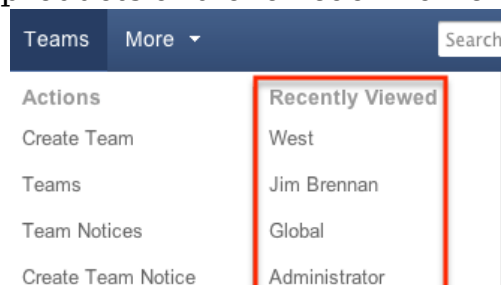 Teams More Search
Actions
Create Team
Teams
Team Notices
Create Team Notice
Recently Viewed
West
Jim Brennan
Global
Administrator